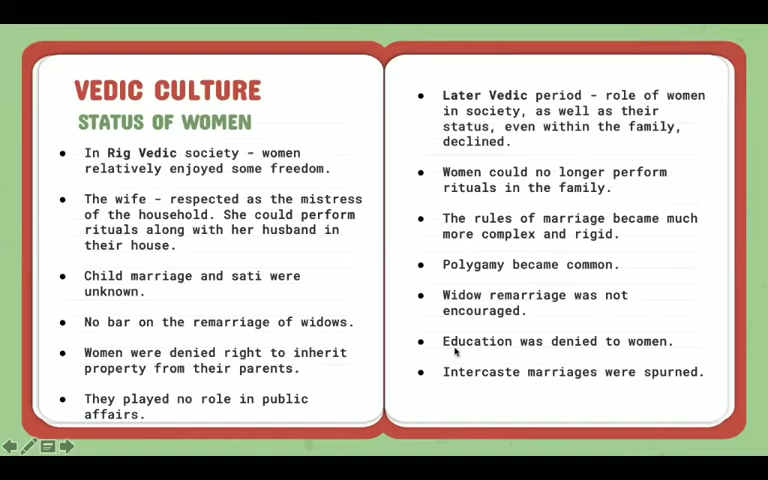 VEDIC CULTURE
STATUS OF WOMEN
● In Rig Vedic society - women
relatively enjoyed some freedom.
● The wife - respected as the mistress
of the household. She could perform
rituals along with her husband in
their house.
● Child marriage and sati were
unknown.
● No bar on the remarriage of widows.
● Women were denied right to inherit
property from their parents.
● They played no role in public
affairs.
● Later Vedic period - role of women
in society, as well as their
status, even within the family,
declined.
● Women could no longer perform
rituals in the family.
● The rules of marriage became much
more complex and rigid.
● Polygamy became common.
● Widow remarriage was not
encouraged.
● Education was denied to women.
● Intercaste marriages were spurned.